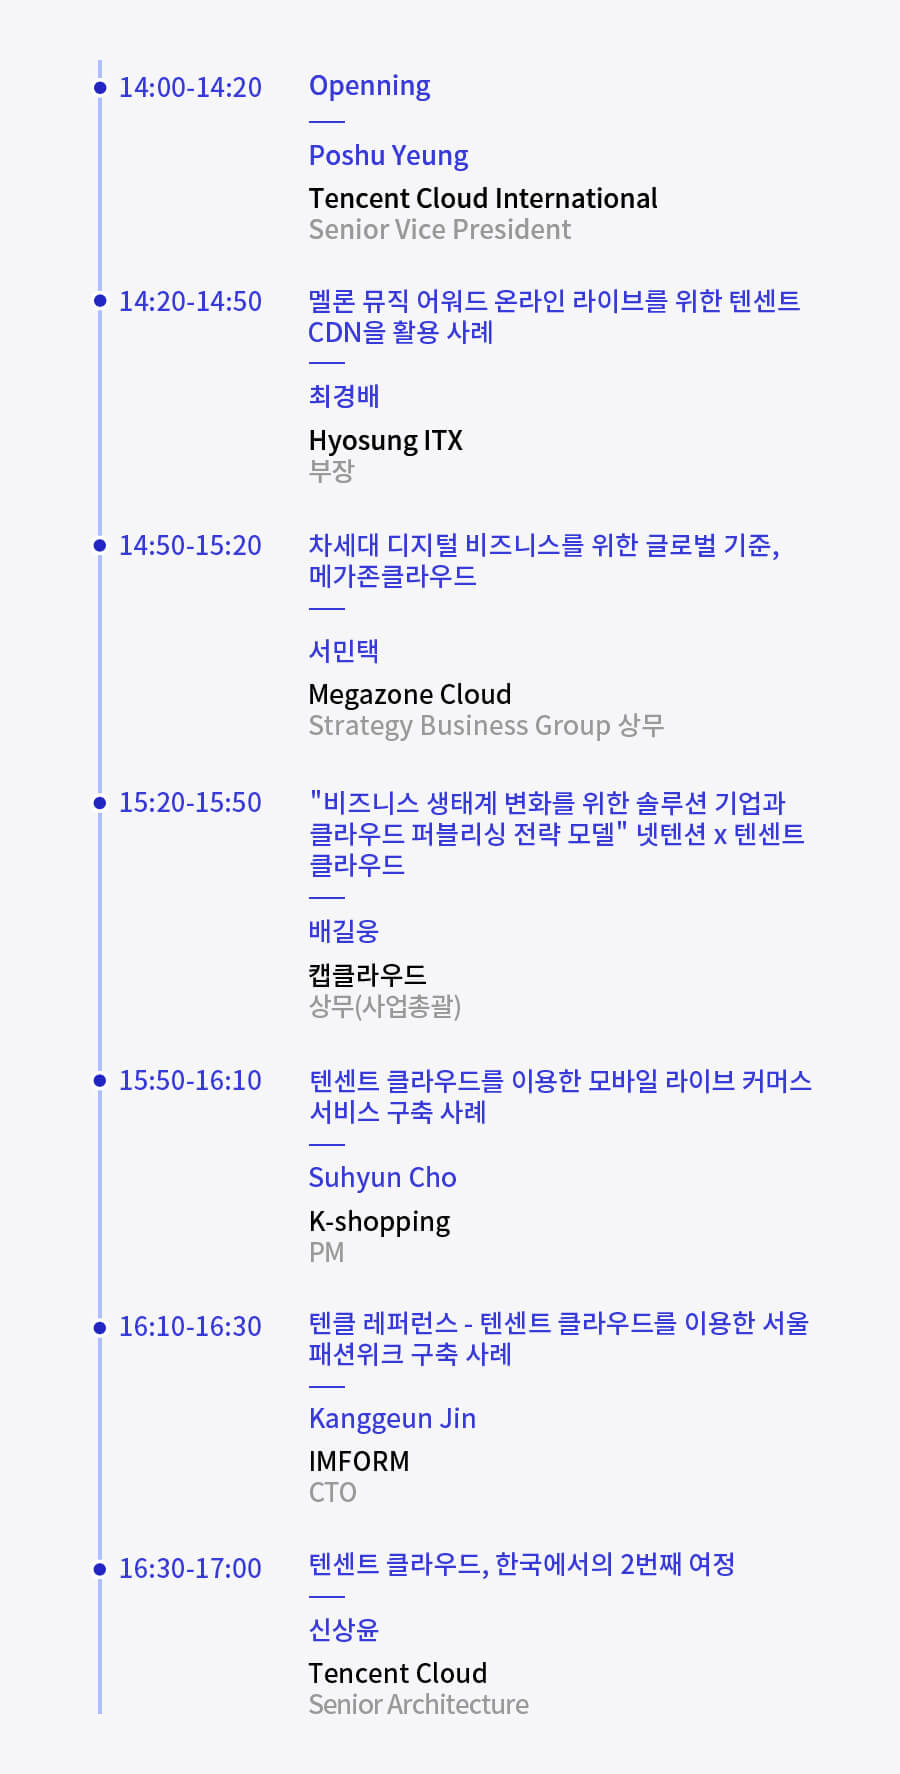 14:00-14:20
Openning
Poshu Yeung
Tencent Cloud International
Senior Vice President
14:20-14:50
멜론 뮤직 어워드 온라인 라이브를 위한 텐센트
CDN을 활용 사례
최경배
Hyosung ITX
부장
14:50-15:20
차세대 디지털 비즈니스를 위한 글로벌 기준,
메가존클라우드
서민택
Megazone Cloud
Strategy Business Group 상무
15:20-15:50
"비즈니스 생태계 변화를 위한 솔루션 기업과
클라우드 퍼블리싱 전략 모델" 넷텐션 x 텐센트
클라우드
배길웅
캡클라우드
상무(사업총괄)
15:50-16:10
텐센트 클라우드를 이용한 모바일 라이브 커머스
서비스 구축 사례
Suhyun Cho
K-shopping
PM
16:10-16:30
텐클 레퍼런스 - 텐센트 클라우드를 이용한 서울
패션위크 구축 사례
Kanggeun Jin
IMFORM
CTO
16:30-17:00
텐센트 클라우드, 한국에서의 2번째 여정
신상윤
Tencent Cloud
Senior Architecture